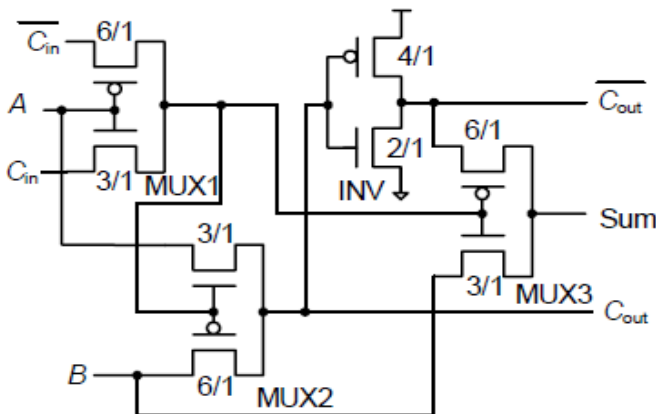 C̅in 6/1
4/1
A
C̅out
6/1
2/1
Cin
3/1 MUX1
INV
Sum
3/1
3/1 MUX3
Cout
B
6/1 MUX2